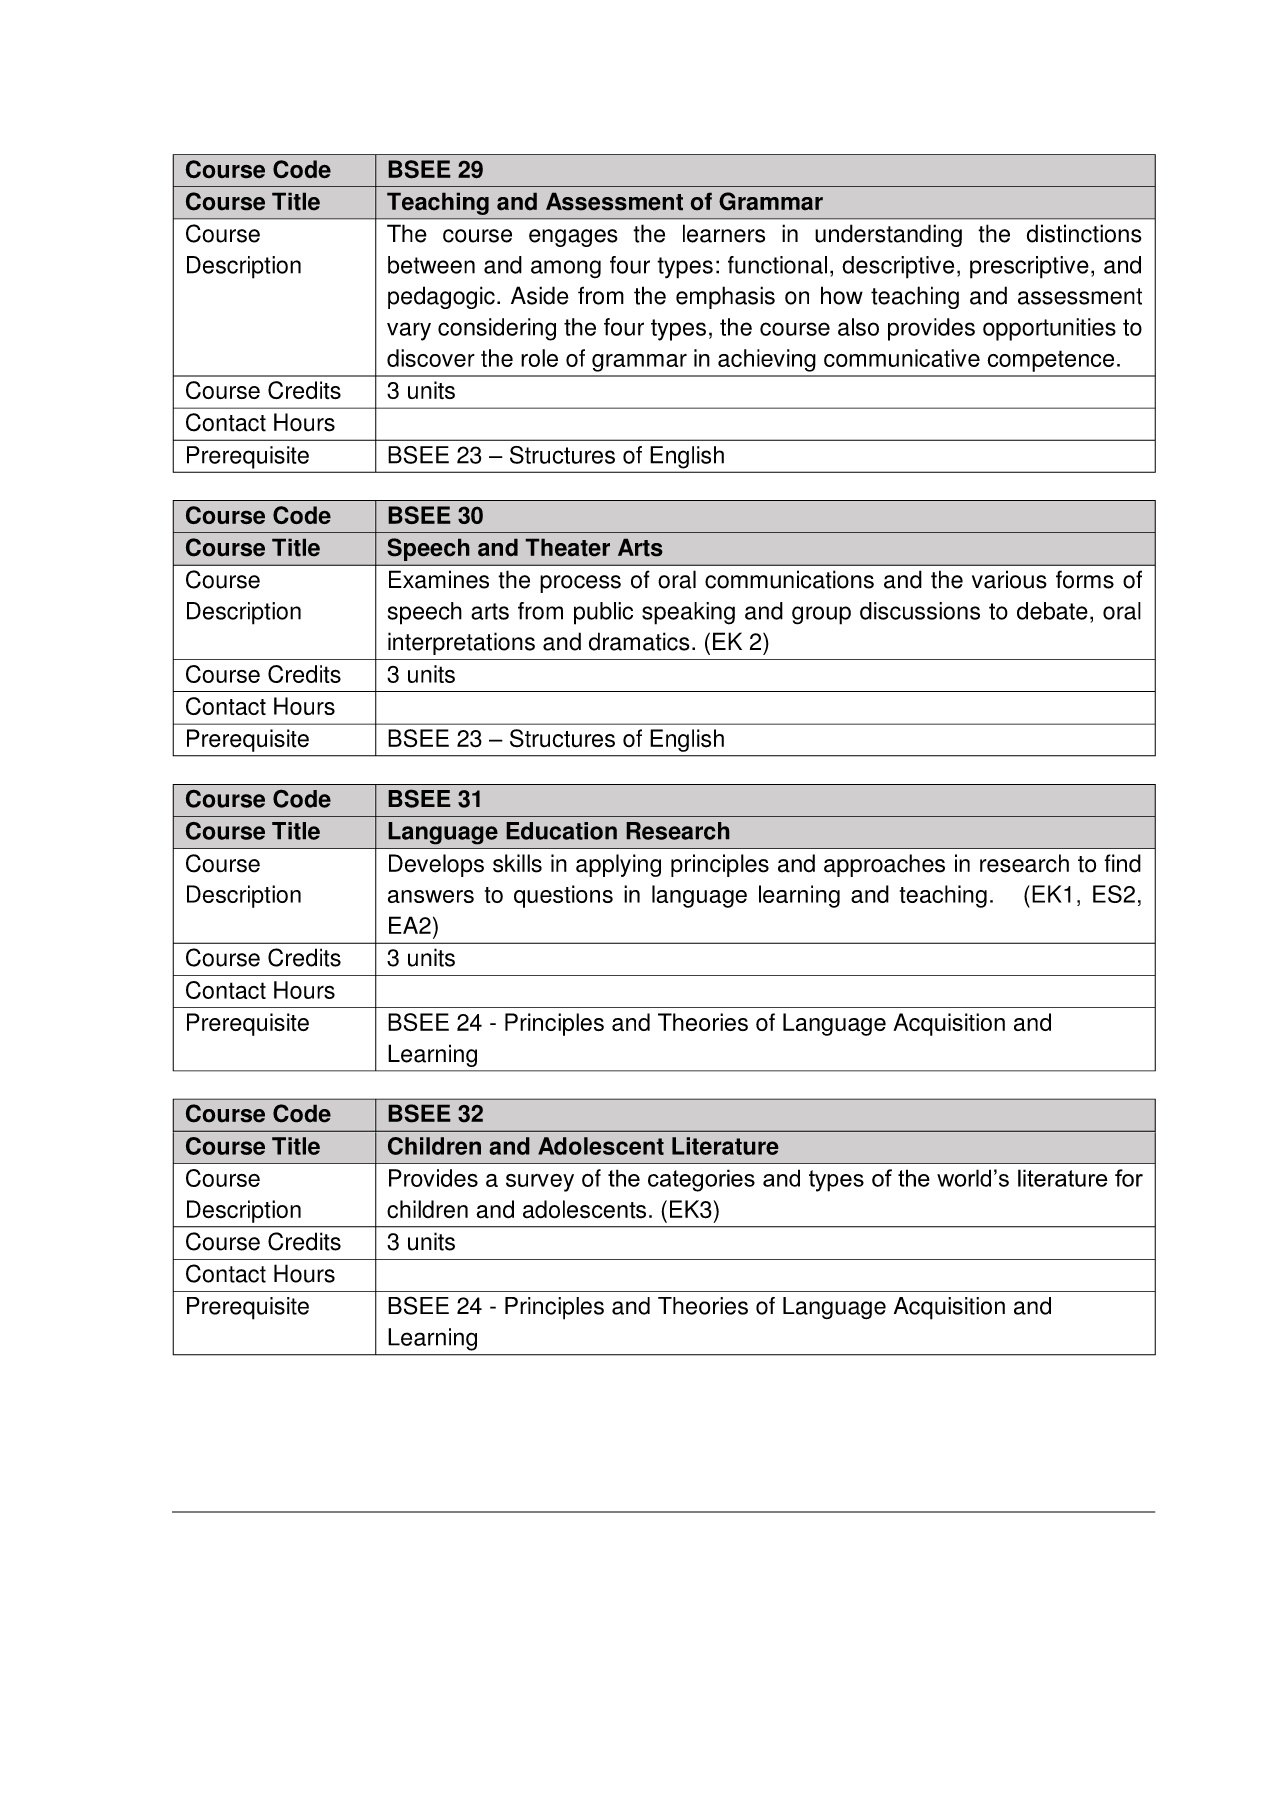 Course Code BSEE 29
Course Title Teaching and Assessment of Grammar
Course Description The course engages the learners in understanding the distinctions
between and among four types: functional, descriptive, prescriptive, and
pedagogic. Aside from the emphasis on how teaching and assessment
vary considering the four types, the course also provides opportunities to
discover the role of grammar in achieving communicative competence.
Course Credits 3 units
Contact Hours
Prerequisite BSEE 23 – Structures of English
Course Code BSEE 30
Course Title Speech and Theater Arts
Course Description Examines the process of oral communications and the various forms of
speech arts from public speaking and group discussions to debate, oral
interpretations and dramatics. (EK 2)
Course Credits 3 units
Contact Hours
Prerequisite BSEE 23 – Structures of English
Course Code BSEE 31
Course Title Language Education Research
Course Description Develops skills in applying principles and approaches in research to find
answers to questions in language learning and teaching. (EK1, ES2,
EA2)
Course Credits 3 units
Contact Hours
Prerequisite BSEE 24 - Principles and Theories of Language Acquisition and
Learning
Course Code BSEE 32
Course Title Children and Adolescent Literature
Course Description Provides a survey of the categories and types of the world’s literature for
children and adolescents. (EK3)
Course Credits 3 units
Contact Hours
Prerequisite BSEE 24 - Principles and Theories of Language Acquisition and
Learning